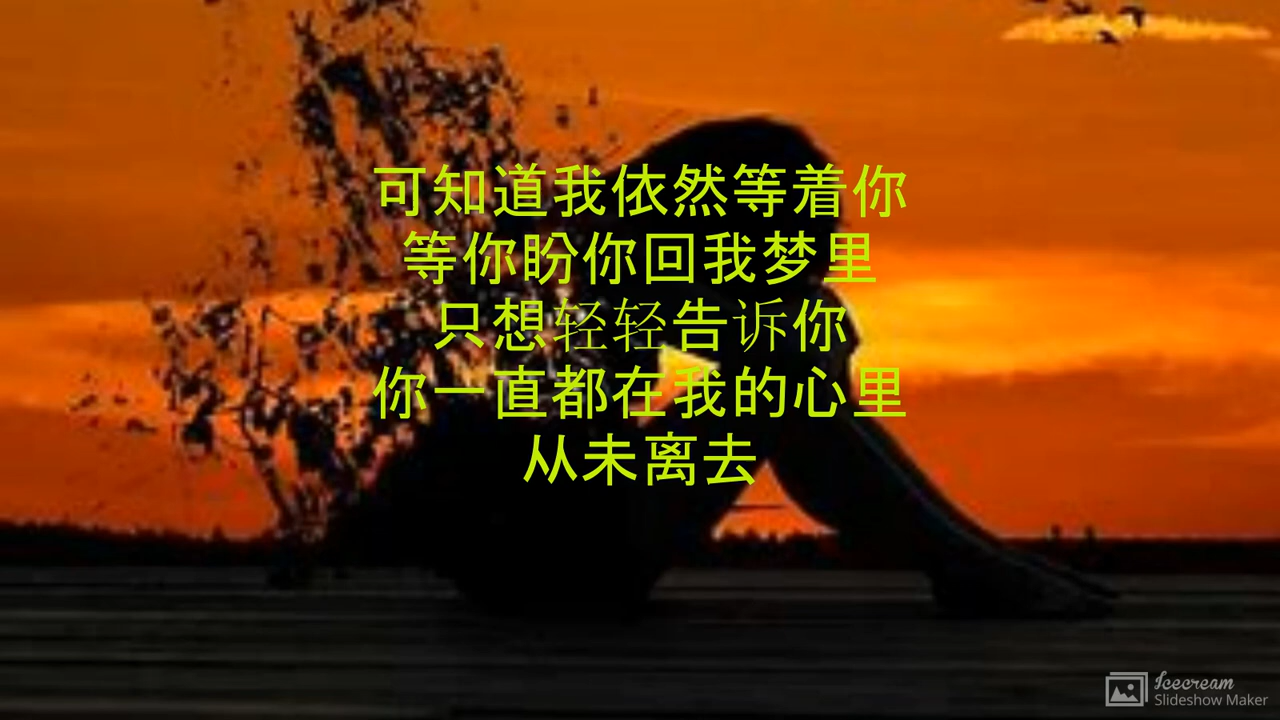 可知道我依然等着你
等你盼你回我梦里
只想轻轻告诉你
你一直都在我的心里
从未离去
Icecream
Slideshow Maker